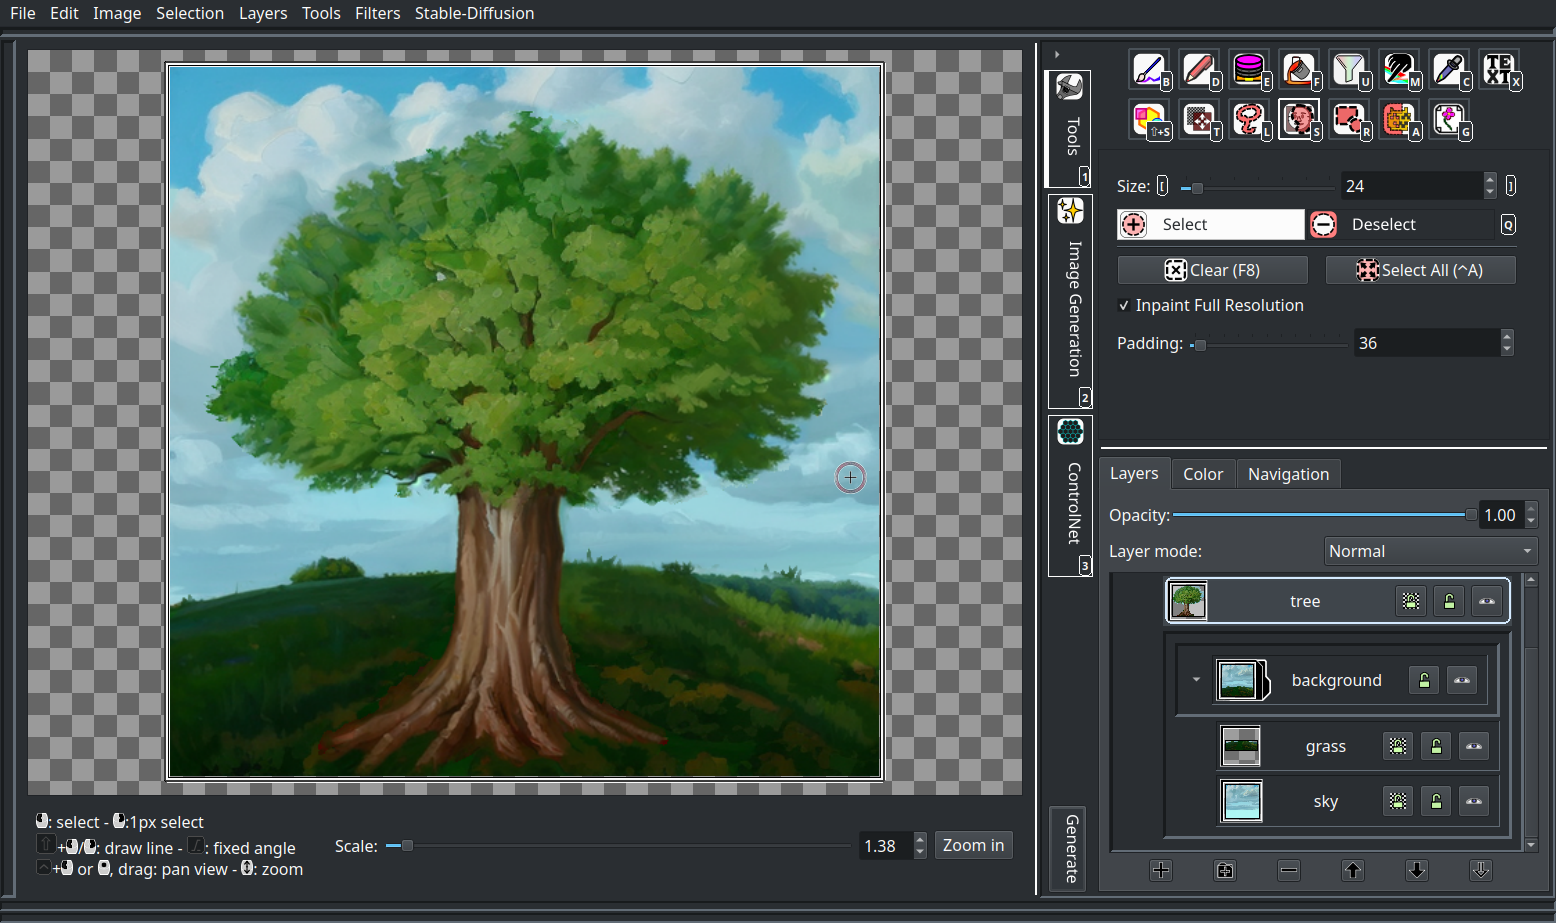 File Edit Image Selection Layers Tools Filters Stable-Diffusion
B D E F U M C TEXT X
⇧+S T L S R A G
Tools
1
Image Generation
2
ControlNet
3
Generate
Size: [ 24 ]
Select Deselect Q
Clear (F8) Select All (^A)
✓ Inpaint Full Resolution
Padding: 36
Layers Color Navigation
Opacity: 1.00
Layer mode: Normal
tree
background
grass
sky
: select - :1px select
+/: draw line - : fixed angle
+ or , drag: pan view - : zoom
Scale: 1.38 Zoom in